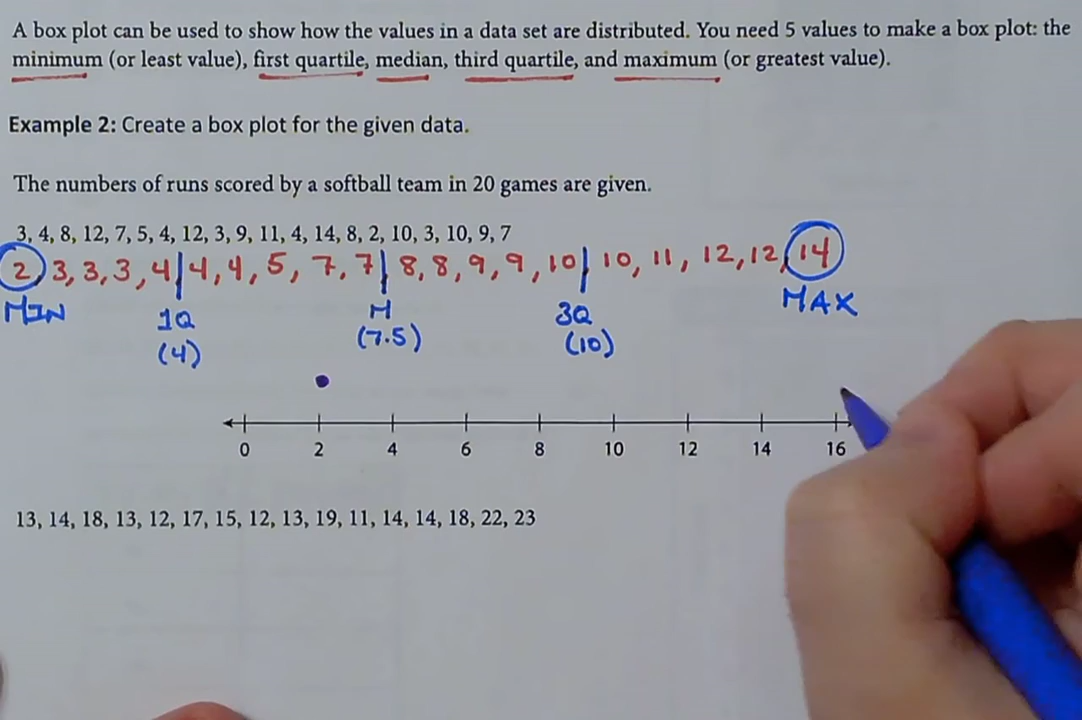 A box plot can be used to show how the values in a data set are distributed. You need 5 values to make a box plot: the
minimum (or least value), first quartile, median, third quartile, and maximum (or greatest value).
Example 2: Create a box plot for the given data.
The numbers of runs scored by a softball team in 20 games are given.
3, 4, 8, 12, 7, 5, 4, 12, 3, 9, 11, 4, 14, 8, 2, 10, 3, 10, 9, 7
2, 3, 3, 3, 4 | 4, 4, 5, 7, 7 | 8, 8, 9, 9, 10 | 10, 11, 12, 12, 14
MIN 1Q M 3Q MAX
(4) (7.5) (10)
0 2 4 6 8 10 12 14 16
13, 14, 18, 13, 12, 17, 15, 12, 13, 19, 11, 14, 14, 18, 22, 23